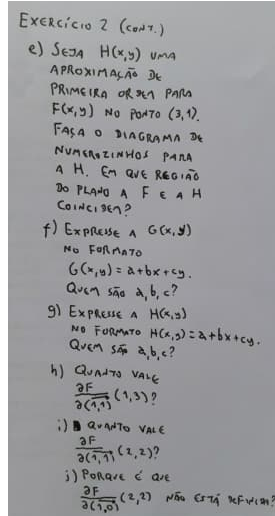 EXERCÍCIO 2 (CONT.)
e) SEJA H(x,y) UMA
APROXIMAÇÃO DE
PRIMEIRA ORDEM PARA
F(x,y) NO PONTO (3,1).
FAÇA O DIAGRAMA DE
NUMEROZINHOS PARA
A H. EM QUE REGIÃO
DO PLANO A F E A H
COINCIDEM?
f) EXPRESSE A G(x,y)
NO FORMATO
G(x,y) = a+bx+cy.
QUEM SÃO a,b,c?
g) EXPRESSE A H(x,y)
NO FORMATO H(x,y)=a+bx+cy.
QUEM SÃO a,b,c?
h) QUANTO VALE
∂F/∂(1,1) (1,3)?
i) QUANTO VALE
∂F/∂(1,1) (2,2)?
j) PORQUE É QUE
∂F/∂(1,0) (2,2) NÃO ESTÁ DEFINIDA?